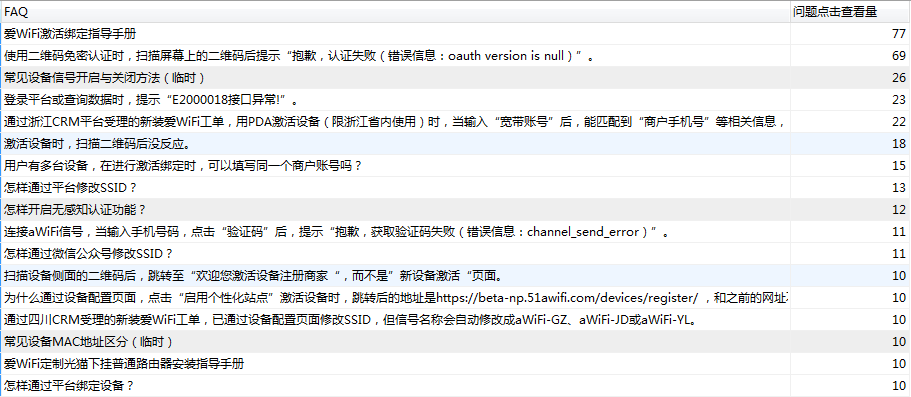 FAQ 问题点击查看量
爱WiFi激活绑定指导手册 77
使用二维码免密认证时，扫描屏幕上的二维码后提示“抱歉，认证失败（错误信息：oauth version is null）”。 69
常见设备信号开启与关闭方法（临时） 26
登录平台或查询数据时，提示“E2000018接口异常!”。 23
通过浙江CRM平台受理的新装爱WiFi工单，用PDA激活设备（限浙江省内使用）时，当输入“宽带账号”后，能匹配到“商户手机号”等相关信息， 22
激活设备时，扫描二维码后没反应。 18
用户有多台设备，在进行激活绑定时，可以填写同一个商户账号吗？ 15
怎样通过平台修改SSID？ 13
怎样开启无感知认证功能？ 12
连接aWiFi信号，当输入手机号码，点击“验证码”后，提示“抱歉，获取验证码失败（错误信息：channel_send_error）”。 11
怎样通过微信公众号修改SSID？ 11
扫描设备侧面的二维码后，跳转至“欢迎您激活设备注册商家“，而不是”新设备激活“页面。 10
为什么通过设备配置页面，点击“启用个性化站点”激活设备时，跳转后的地址是https://beta-np.51awifi.com/devices/register/ ，和之前的网址 10
通过四川CRM受理的新装爱WiFi工单，已通过设备配置页面修改SSID，但信号名称会自动修改成aWiFi-GZ、aWiFi-JD或aWiFi-YL。 10
常见设备MAC地址区分（临时） 10
爱WiFi定制光猫下挂普通路由器安装指导手册 10
怎样通过平台绑定设备？ 10